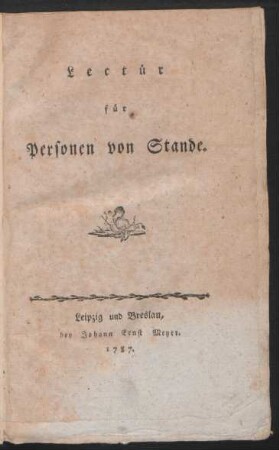 Lectür
für
Personen von Stande.
Leipzig und Breslau,
bey Johann Ernst Meyer.
1787.